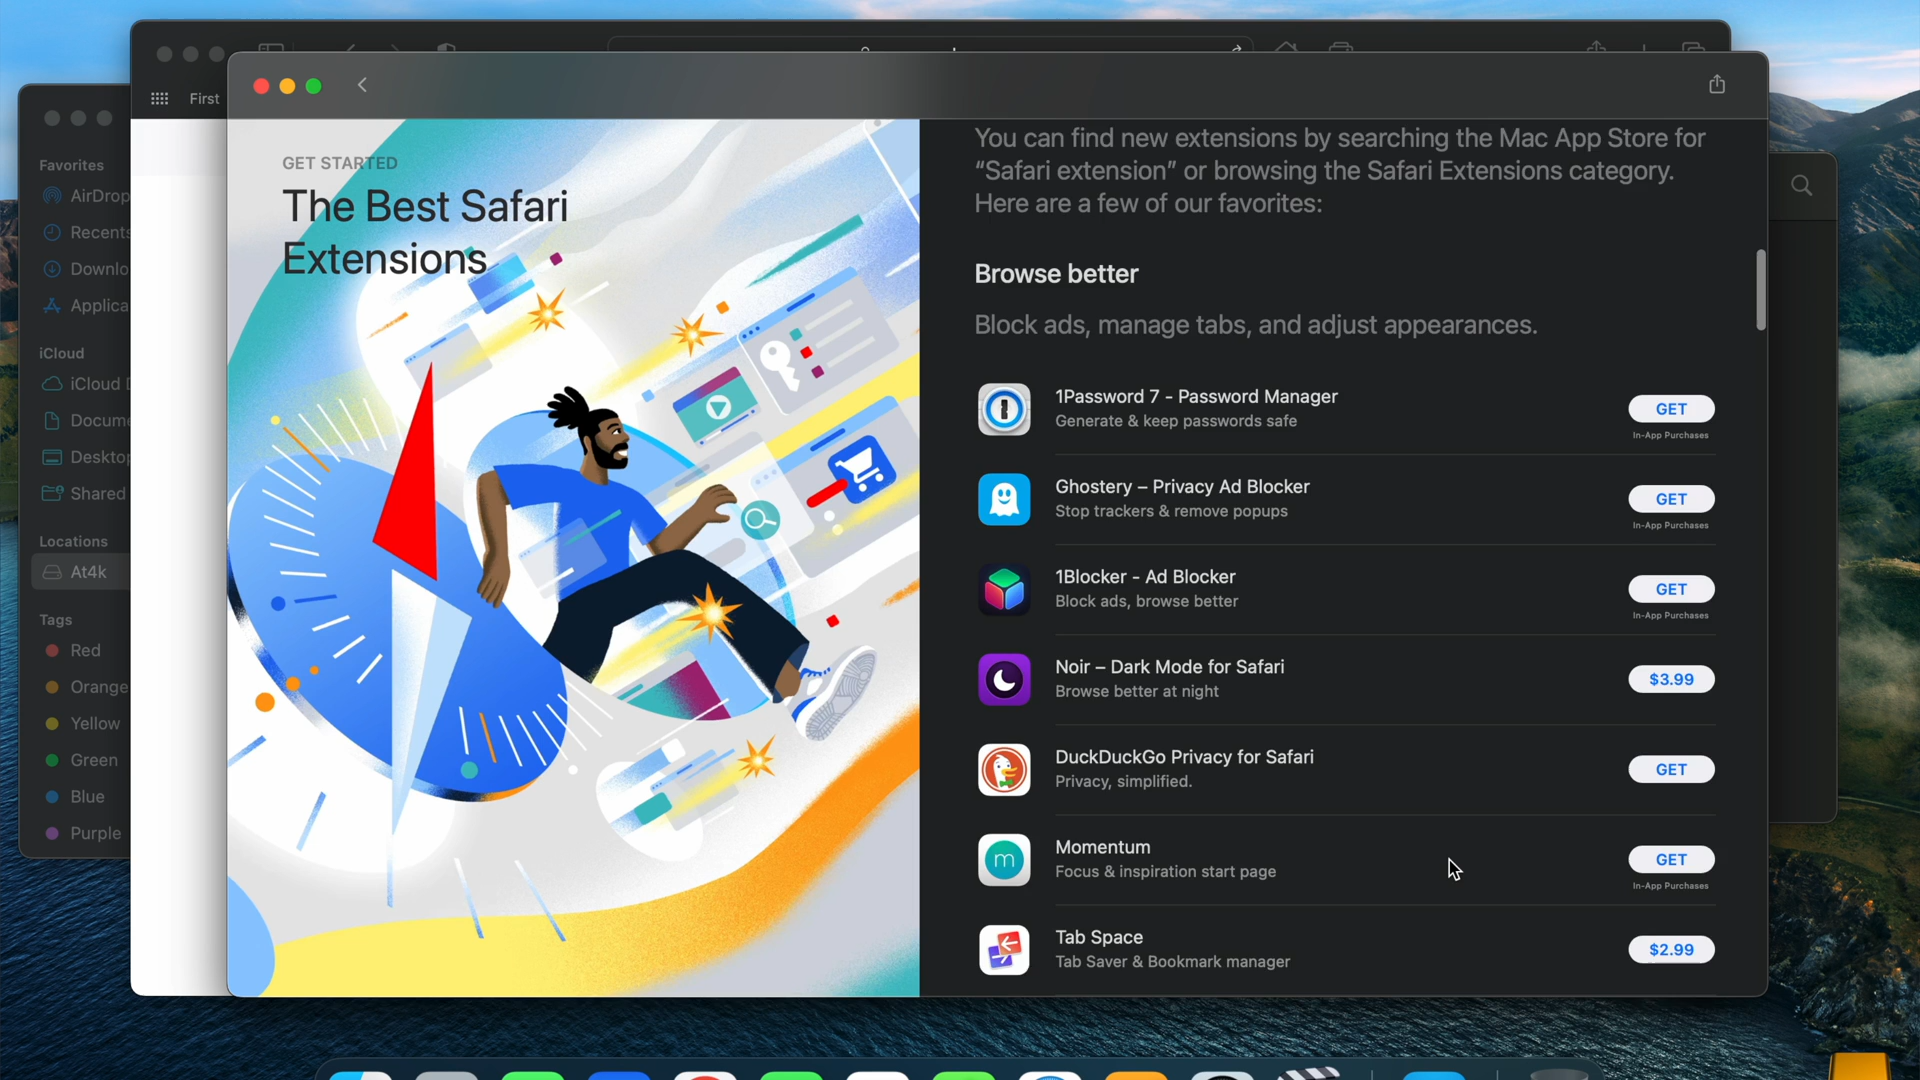 First
Favorites
AirDrop
Recents
Downlo
Applica
iCloud
iCloud
Docume
Desktop
Shared
Locations
At4k
Tags
Red
Orange
Yellow
Green
Blue
Purple
GET STARTED
The Best Safari
Extensions
You can find new extensions by searching the Mac App Store for
“Safari extension” or browsing the Safari Extensions category.
Here are a few of our favorites:
Browse better
Block ads, manage tabs, and adjust appearances.
1Password 7 - Password Manager
Generate & keep passwords safe
GET
In-App Purchases
Ghostery – Privacy Ad Blocker
Stop trackers & remove popups
GET
In-App Purchases
1Blocker - Ad Blocker
Block ads, browse better
GET
In-App Purchases
Noir – Dark Mode for Safari
Browse better at night
$3.99
DuckDuckGo Privacy for Safari
Privacy, simplified.
GET
m
Momentum
Focus & inspiration start page
GET
In-App Purchases
Tab Space
Tab Saver & Bookmark manager
$2.99